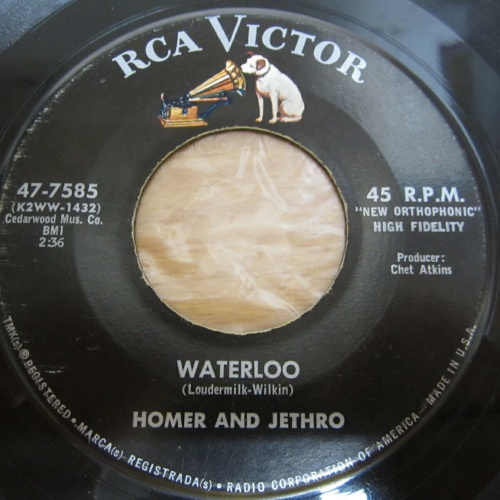 RCA VICTOR
47-7585
(K2WW-1432)
Cedarwood Mus. Co.
BMI
2:36
45 R.P.M.
"NEW ORTHOPHONIC"
HIGH FIDELITY
Producer:
Chet Atkins
WATERLOO
(Loudermilk-Wilkin)
HOMER AND JETHRO
TMK(s) ® REGISTERED • MARCA(s) REGISTRADA(s) • RADIO CORPORATION OF AMERICA—MADE IN U.S.A.